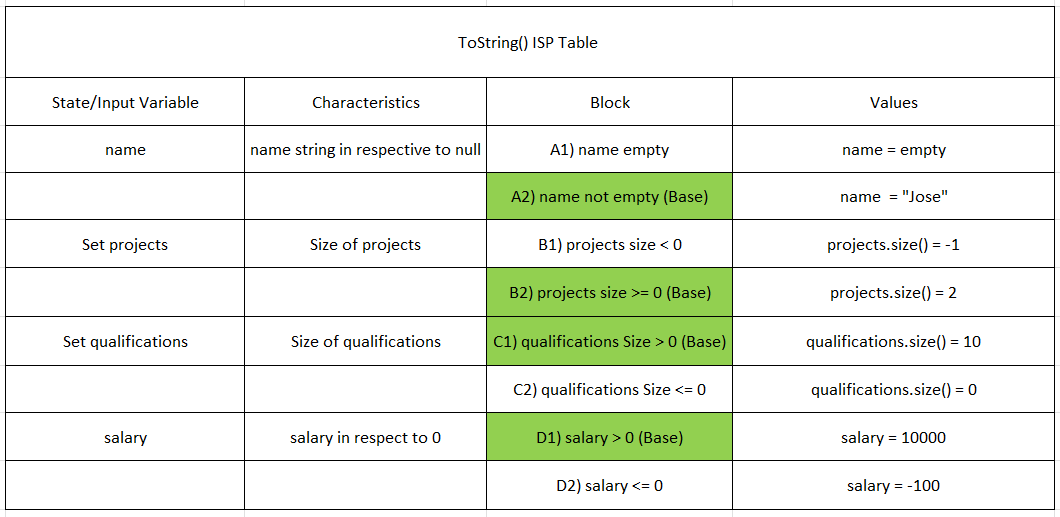 ToString() ISP Table
State/Input Variable Characteristics Block Values
name name string in respective to null A1) name empty name = empty
A2) name not empty (Base) name = "Jose"
Set projects Size of projects B1) projects size < 0 projects.size() = -1
B2) projects size >= 0 (Base) projects.size() = 2
Set qualifications Size of qualifications C1) qualifications Size > 0 (Base) qualifications.size() = 10
C2) qualifications Size <= 0 qualifications.size() = 0
salary salary in respect to 0 D1) salary > 0 (Base) salary = 10000
D2) salary <= 0 salary = -100